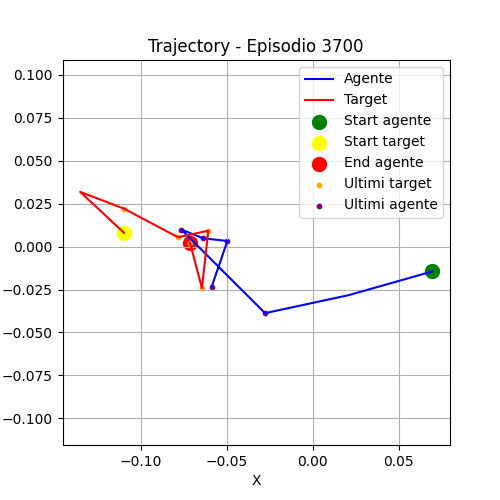 Trajectory - Episodio 3700
Agente
Target
Start agente
Start target
End agente
Ultimi target
Ultimi agente
0.100
0.075
0.050
0.025
0.000
−0.025
−0.050
−0.075
−0.100
−0.10
−0.05
0.00
0.05
X